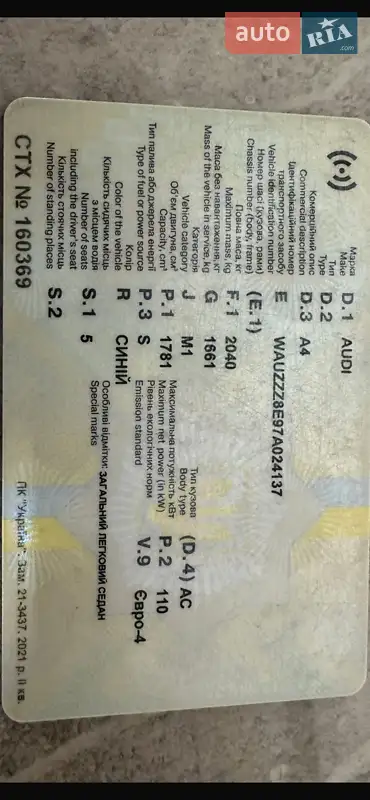 auto RIA
.com
Марка
Make D.1 AUDI
Тип
Type D.2
Комерційний опис
Commercial description D.3 A4
Ідентифікаційний номер
транспортного засобу
Vehicle identification number E WAUZZZ8E97A024137
Номер шасі (кузова, рами)
Chassis number (body, frame) (E.1)
Повна маса, кг
Maximum mass, kg F.1 2040
Маса без навантаження, кг
Mass of the vehicle in service, kg G 1661
Категорія
Vehicle category J M1
Тип кузова
Body type (D.4) AC
Об'єм двигуна, см³
Capacity, cm³ P.1 1781
Максимальна потужність кВт
Maximum net power (in kW) P.2 110
Тип палива або джерела енергії
Type of fuel or power source P.3 S
Рівень екологічних норм
Emission standard V.9 Євро-4
Колір
Color of the vehicle R СИНІЙ
Кількість сидячих місць
з місцем водія
Number of seats
including the driver's seat S.1 5
Особливі відмітки: ЗАГАЛЬНИЙ ЛЕГКОВИЙ СЕДАН
Special marks
Кількість стоячих місць
Number of standing places S.2
СТХ № 160369
ПК "Україна". Зам. 21-3437. 2021 р. II кв.